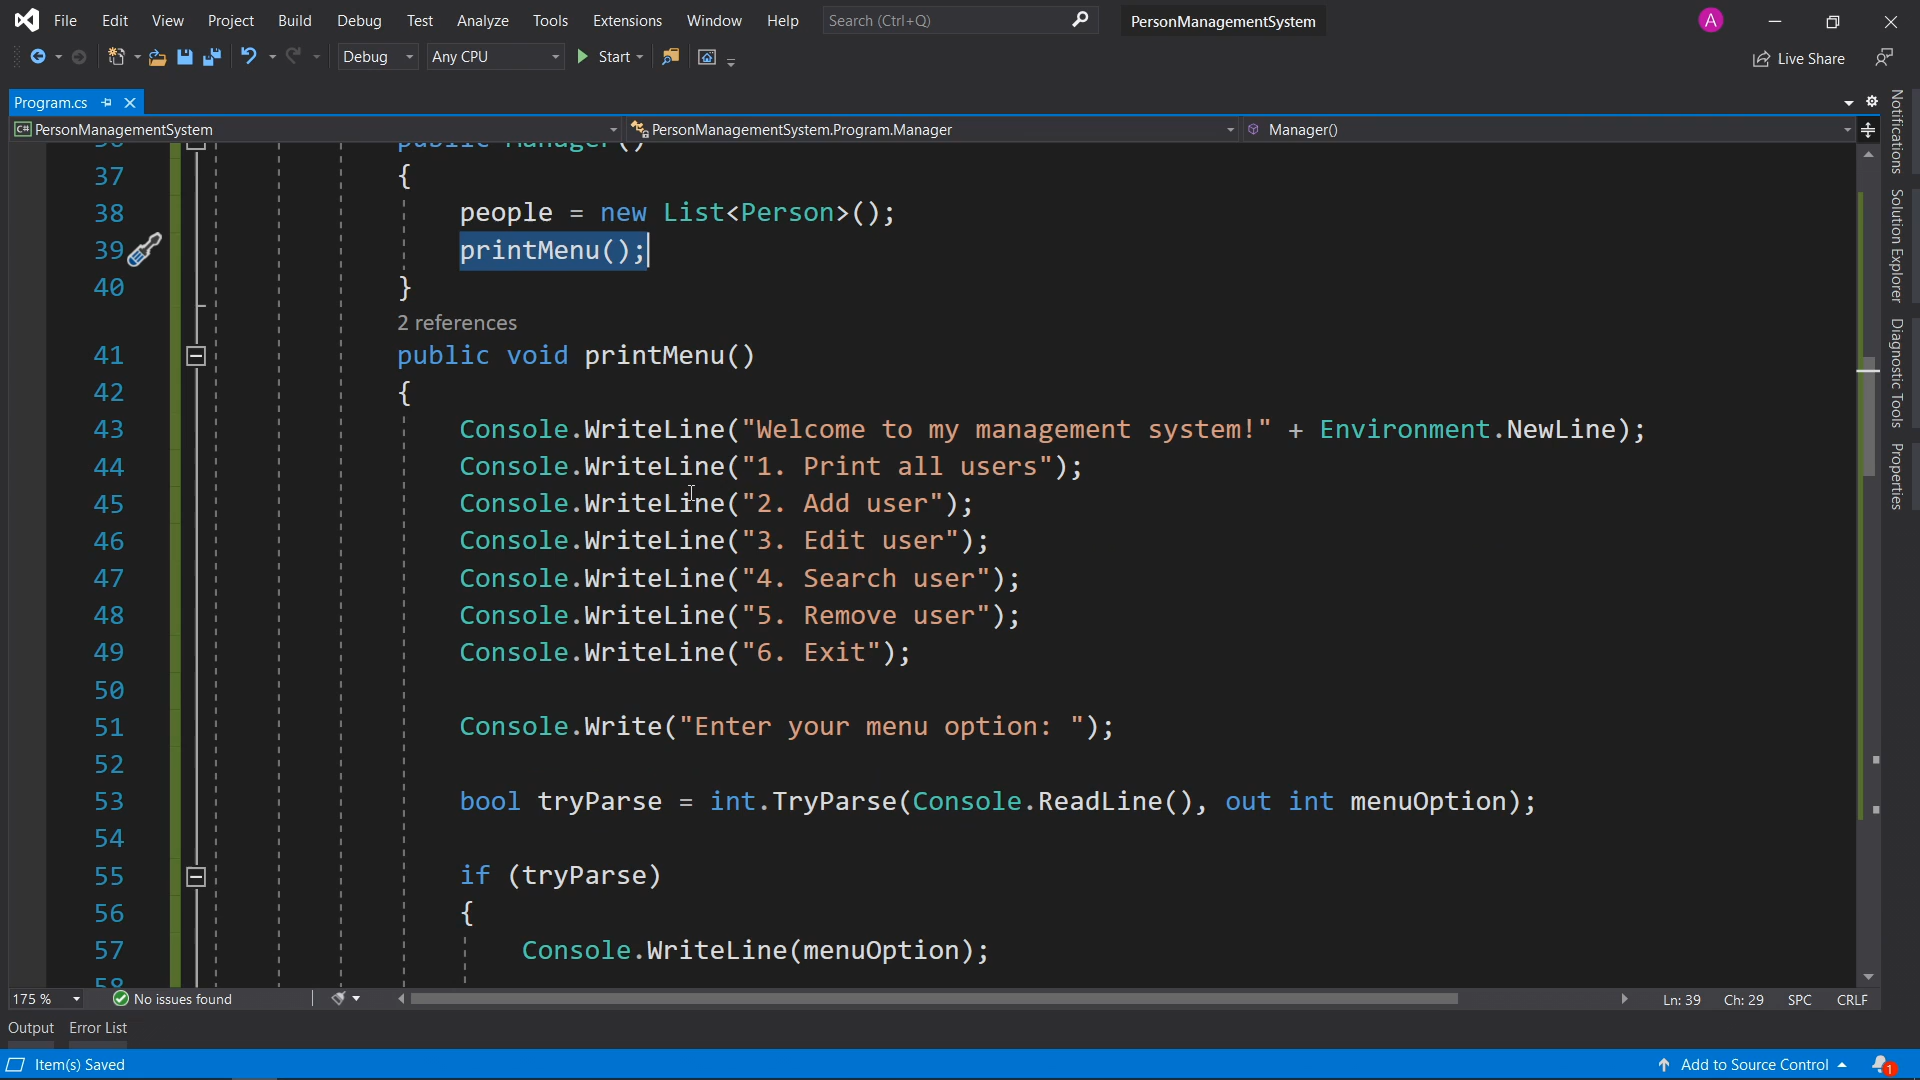 File Edit View Project Build Debug Test Analyze Tools Extensions Window Help Search (Ctrl+Q) PersonManagementSystem A
Debug Any CPU Start Live Share
Program.cs
C# PersonManagementSystem PersonManagementSystem.Program.Manager Manager()
36 public Manager()
37 {
38 people = new List<Person>();
39 printMenu();
40 }
2 references
41 public void printMenu()
42 {
43 Console.WriteLine("Welcome to my management system!" + Environment.NewLine);
44 Console.WriteLine("1. Print all users");
45 Console.WriteLine("2. Add user");
46 Console.WriteLine("3. Edit user");
47 Console.WriteLine("4. Search user");
48 Console.WriteLine("5. Remove user");
49 Console.WriteLine("6. Exit");
50
51 Console.Write("Enter your menu option: ");
52
53 bool tryParse = int.TryParse(Console.ReadLine(), out int menuOption);
54
55 if (tryParse)
56 {
57 Console.WriteLine(menuOption);
58
Notifications
Solution Explorer
Diagnostic Tools
Properties
175 % No issues found Ln: 39 Ch: 29 SPC CRLF
Output Error List
Item(s) Saved Add to Source Control 1